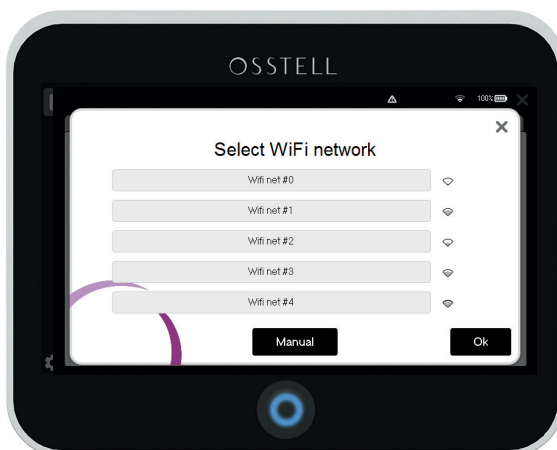 OSSTELL
100%
Select WiFi network
Wifi net #0
Wifi net #1
Wifi net #2
Wifi net #3
Wifi net #4
Manual
Ok